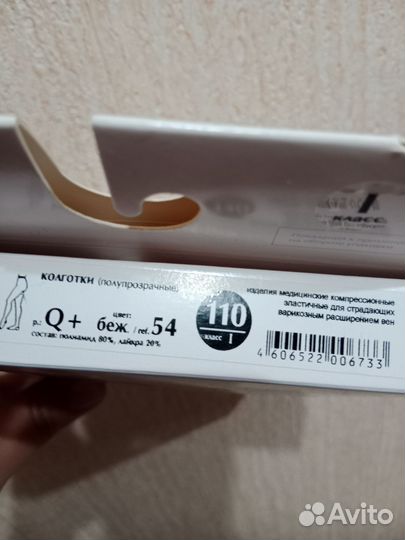 1
класс.
КОЛГОТКИ (полупрозрачные)
р.: Q+ цвет: беж. / ref. 54
состав: полиамид 80%, лайкра 20%
110
класс I
изделия медицинские компрессионные
эластичные для страдающих
варикозным расширением вен
4 606522 006733
Avito